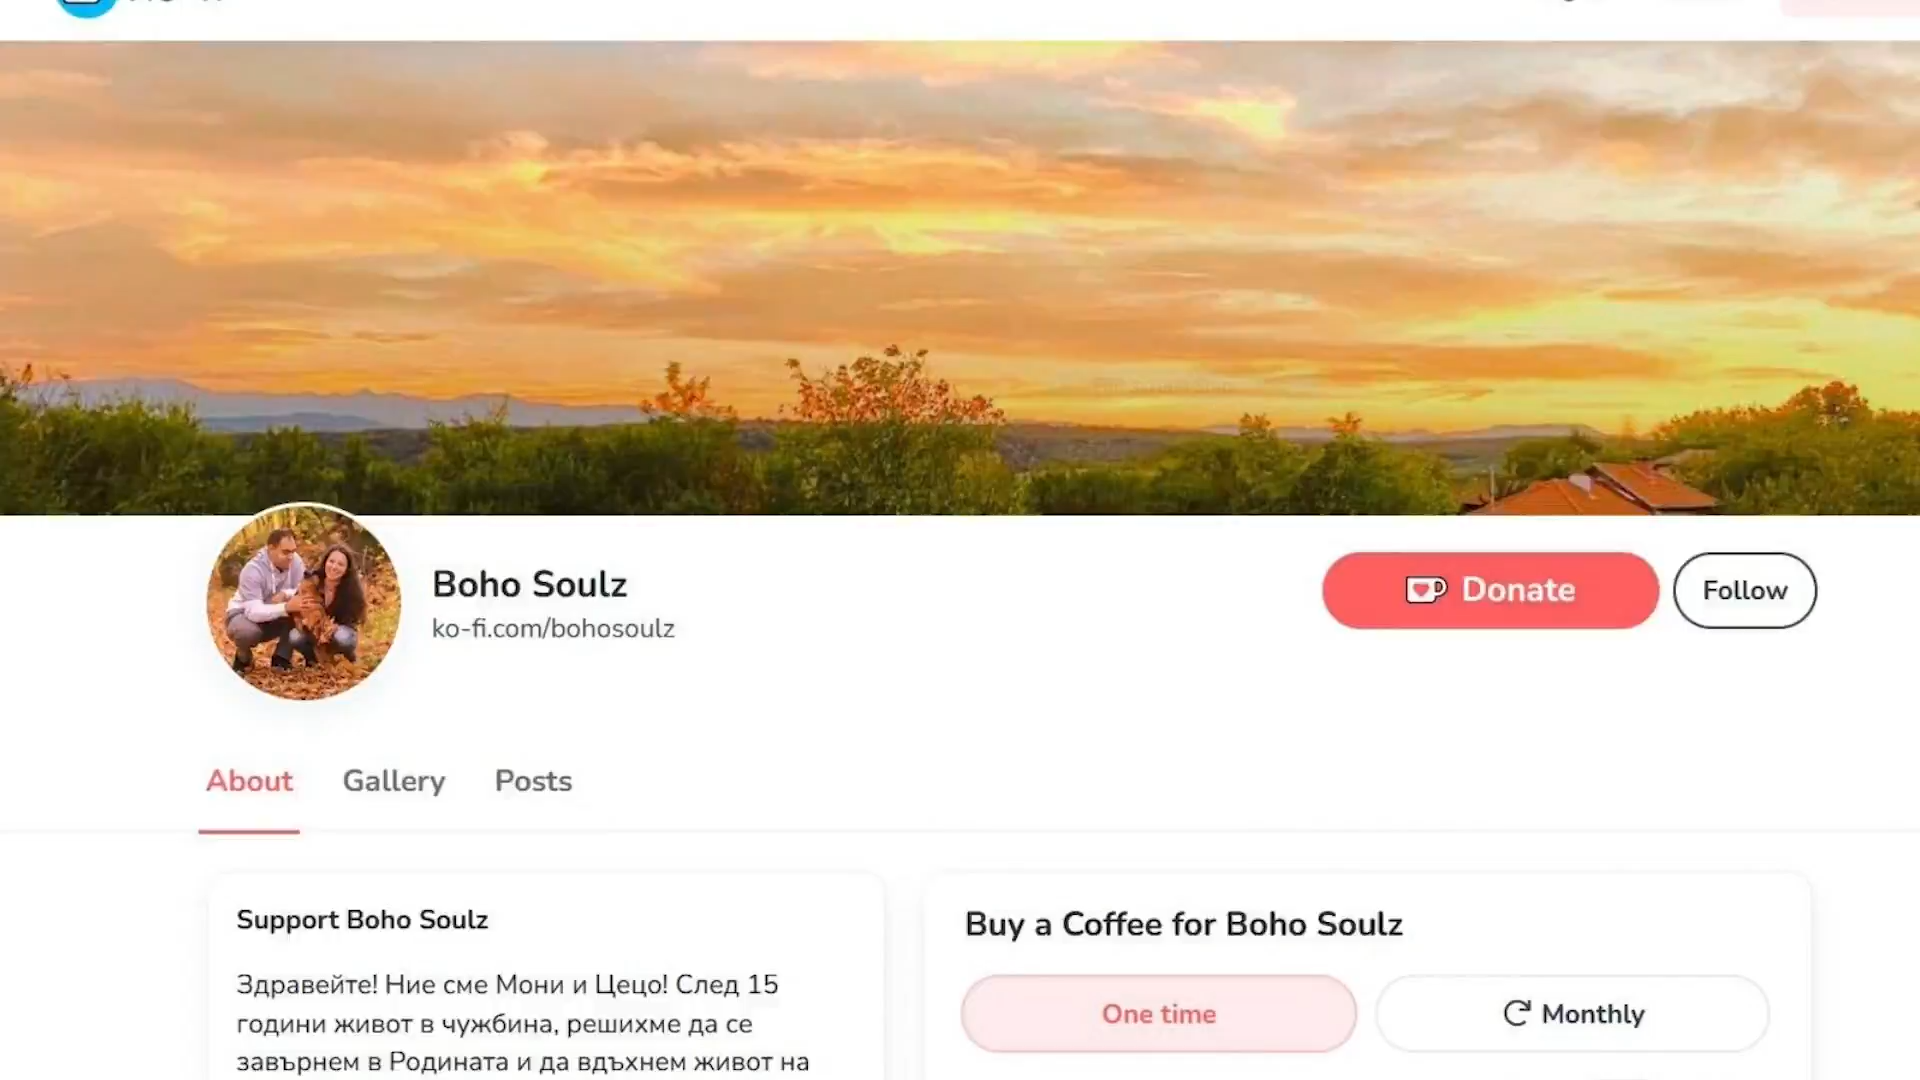 Boho Soulz
ko-fi.com/bohosoulz
Donate
Follow
About
Gallery
Posts
Support Boho Soulz
Здравейте! Ние сме Мони и Цецо! След 15
години живот в чужбина, решихме да се
завърнем в Родината и да вдъхнем живот на
Buy a Coffee for Boho Soulz
One time
Monthly